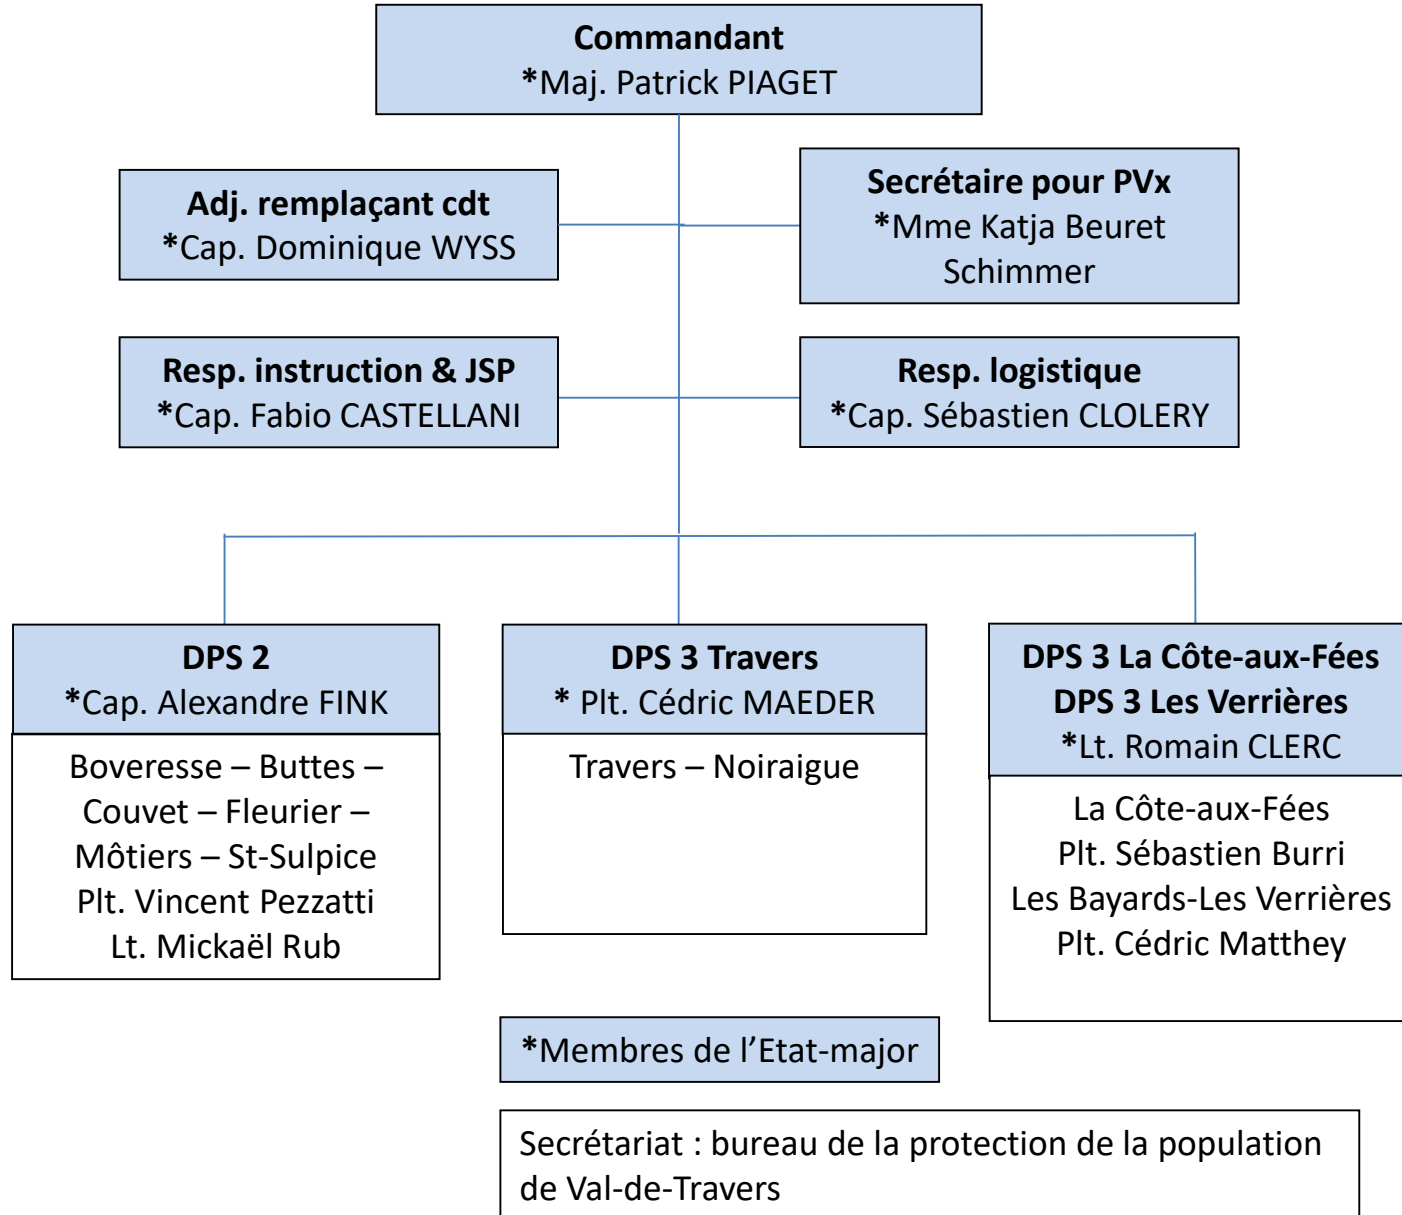 Commandant
*Maj. Patrick PIAGET
Adj. remplaçant cdt
*Cap. Dominique WYSS
Secrétaire pour PVx
*Mme Katja Beuret
Schimmer
Resp. instruction & JSP
*Cap. Fabio CASTELLANI
Resp. logistique
*Cap. Sébastien CLOLERY
DPS 2
*Cap. Alexandre FINK
Boveresse – Buttes –
Couvet – Fleurier –
Môtiers – St-Sulpice
Plt. Vincent Pezzatti
Lt. Mickaël Rub
DPS 3 Travers
* Plt. Cédric MAEDER
Travers – Noiraigue
DPS 3 La Côte-aux-Fées
DPS 3 Les Verrières
*Lt. Romain CLERC
La Côte-aux-Fées
Plt. Sébastien Burri
Les Bayards-Les Verrières
Plt. Cédric Matthey
*Membres de l’Etat-major
Secrétariat : bureau de la protection de la population
de Val-de-Travers